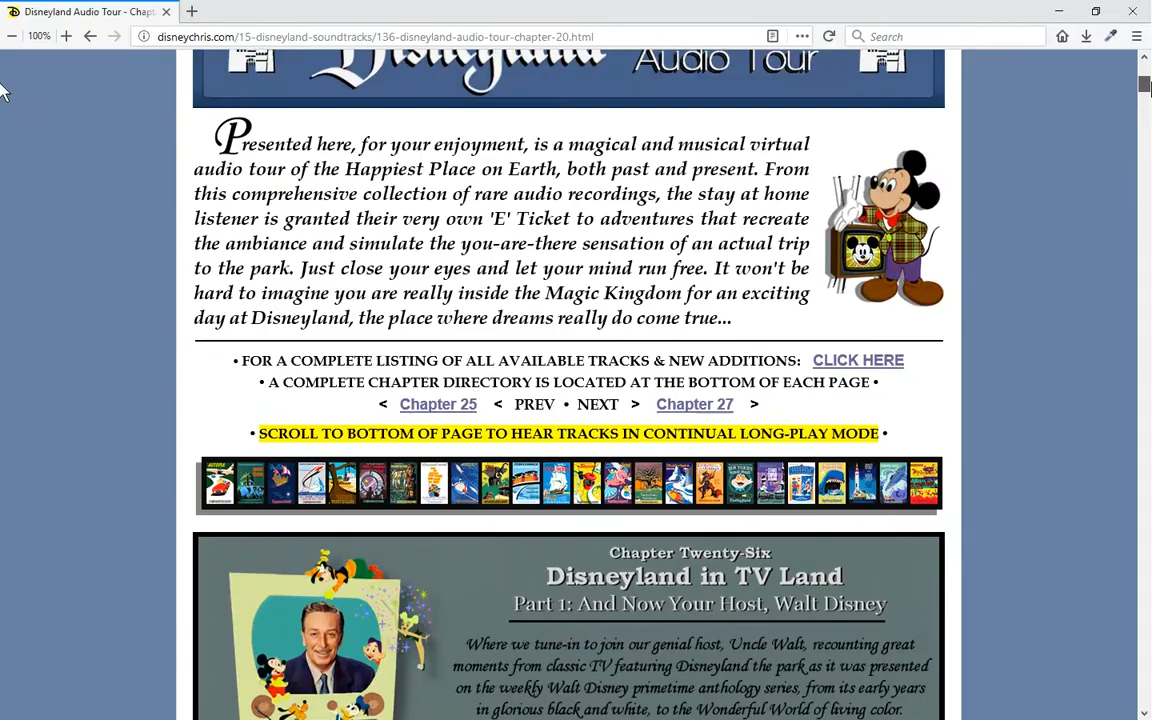 Disneyland Audio Tour - Chapt
100%
disneychris.com/15-disneyland-soundtracks/136-disneyland-audio-tour-chapter-20.html
Search
Disneyland Audio Tour
Presented here, for your enjoyment, is a magical and musical virtual
audio tour of the Happiest Place on Earth, both past and present. From
this comprehensive collection of rare audio recordings, the stay at home
listener is granted their very own 'E' Ticket to adventures that recreate
the ambiance and simulate the you-are-there sensation of an actual trip
to the park. Just close your eyes and let your mind run free. It won't be
hard to imagine you are really inside the Magic Kingdom for an exciting
day at Disneyland, the place where dreams really do come true...
• FOR A COMPLETE LISTING OF ALL AVAILABLE TRACKS & NEW ADDITIONS: CLICK HERE
• A COMPLETE CHAPTER DIRECTORY IS LOCATED AT THE BOTTOM OF EACH PAGE •
< Chapter 25 < PREV • NEXT > Chapter 27 >
• SCROLL TO BOTTOM OF PAGE TO HEAR TRACKS IN CONTINUAL LONG-PLAY MODE •
Chapter Twenty-Six
Disneyland in TV Land
Part 1: And Now Your Host, Walt Disney
Where we tune-in to join our genial host, Uncle Walt, recounting great
moments from classic TV featuring Disneyland the park as it was presented
on the weekly Walt Disney primetime anthology series, from its early years
in glorious black and white, to the Wonderful World of living color.